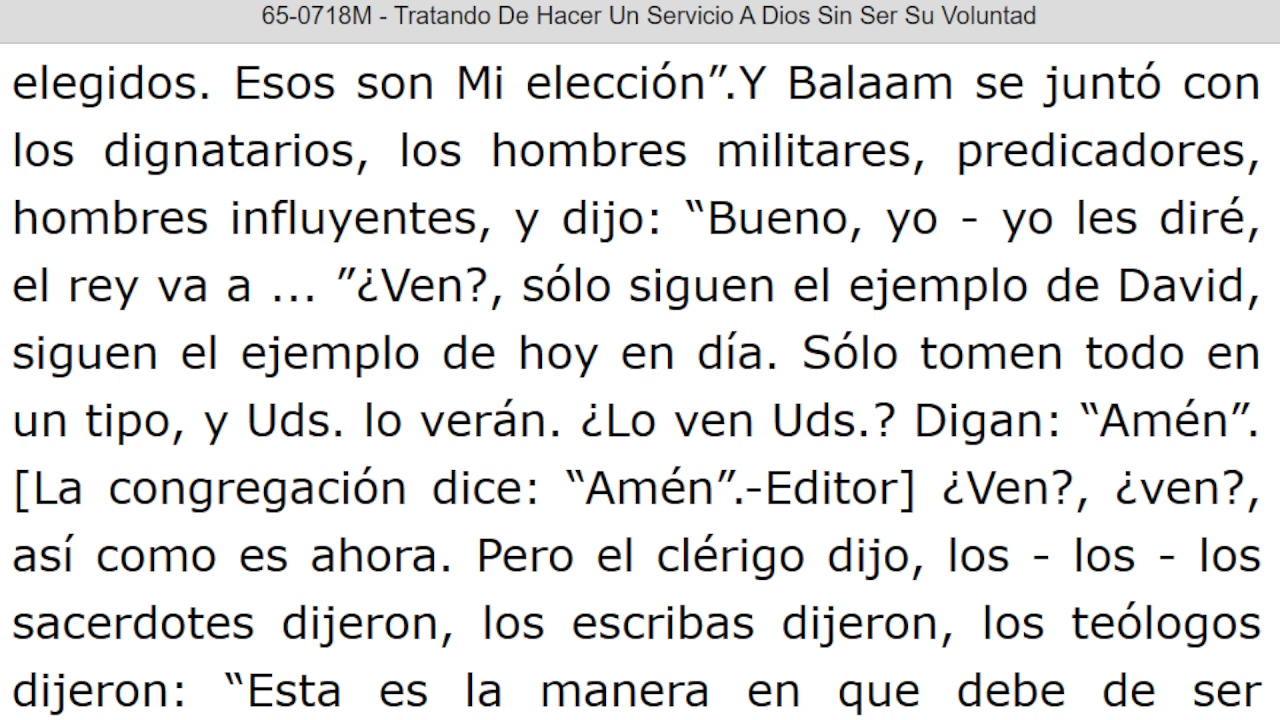 65-0718M - Tratando De Hacer Un Servicio A Dios Sin Ser Su Voluntad
elegidos. Esos son Mi elección”.Y Balaam se juntó con
los dignatarios, los hombres militares, predicadores,
hombres influyentes, y dijo: “Bueno, yo - yo les diré,
el rey va a ... ”¿Ven?, sólo siguen el ejemplo de David,
siguen el ejemplo de hoy en día. Sólo tomen todo en
un tipo, y Uds. lo verán. ¿Lo ven Uds.? Digan: “Amén”.
[La congregación dice: “Amén”.-Editor] ¿Ven?, ¿ven?,
así como es ahora. Pero el clérigo dijo, los - los - los
sacerdotes dijeron, los escribas dijeron, los teólogos
dijeron: “Esta es la manera en que debe de ser